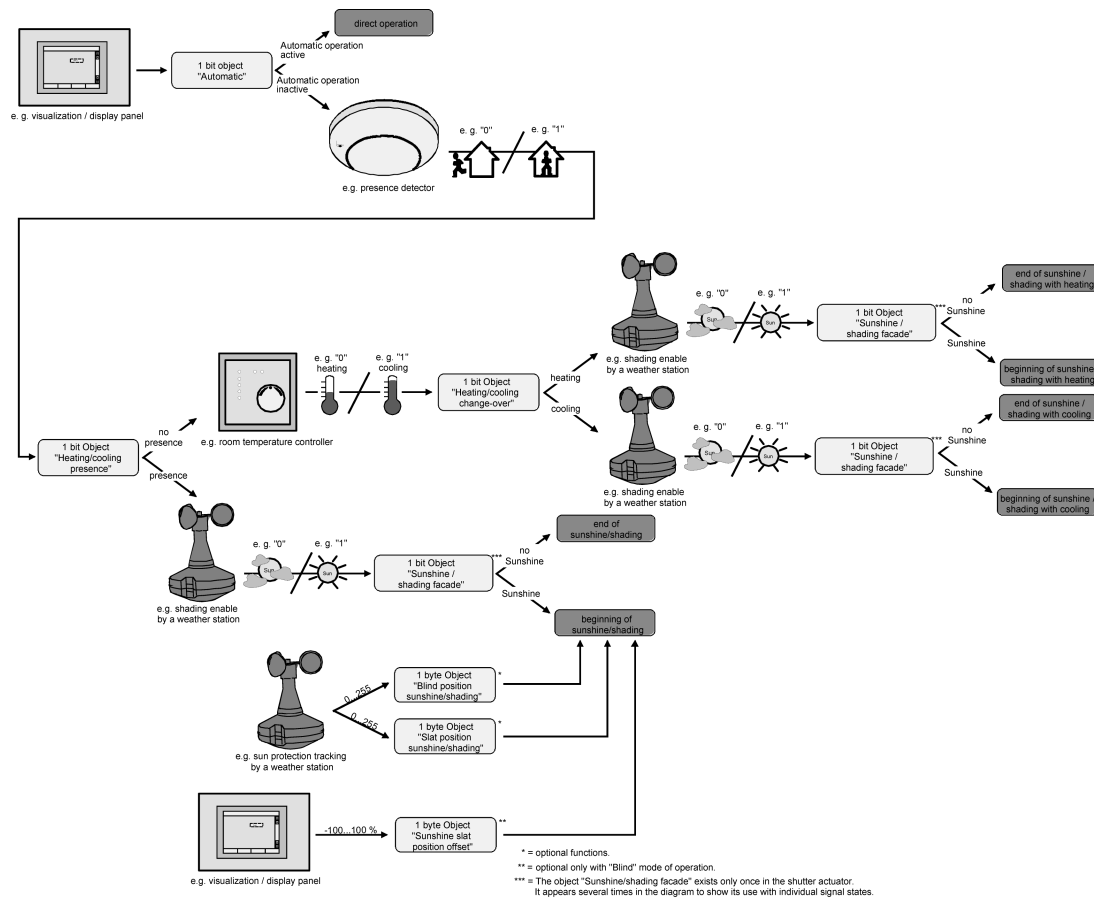 direct operation
Automatic operation
active
1 bit object
"Automatic"
Automatic operation
inactive
e. g. visualization / display panel
e. g. "0"
e. g. "1"
e.g. presence detector
end of sunshine /
shading with heating
e. g. "0"
e. g. "1"
no
Sunshine
Sun
Sun
1 bit Object
"Sunshine /
shading facade"
***
Sunshine
e.g. shading enable
by a weather station
beginning of sunshine /
shading with heating
e. g. "0"
heating
e. g. "1"
cooling
1 bit Object
"Heating/cooling
change-over"
heating
cooling
e.g. room temperature controller
end of sunshine /
shading with cooling
e. g. "0"
e. g. "1"
no
Sunshine
Sun
Sun
1 bit Object
"Sunshine /
shading facade"
***
Sunshine
e.g. shading enable
by a weather station
beginning of sunshine /
shading with cooling
1 bit Object
"Heating/cooling
presence"
no
presence
presence
end of
sunshine/shading
e. g. "0"
e. g. "1"
no
Sunshine
Sun
Sun
1 bit Object
"Sunshine /
shading facade"
***
Sunshine
e.g. shading enable
by a weather station
beginning of
sunshine/shading
0...255
1 byte Object
"Blind position
sunshine/shading"
*
0...255
1 byte Object
"Slat position
sunshine/shading"
*
e.g. sun protection tracking
by a weather station
-100...100 %
1 byte Object
"Sunshine slat
position offset"
**
e.g. visualization / display panel
* = optional functions.
** = optional only with "Blind" mode of operation.
*** = The object "Sunshine/shading facade" exists only once in the shutter actuator.
It appears several times in the diagram to show its use with individual signal states.